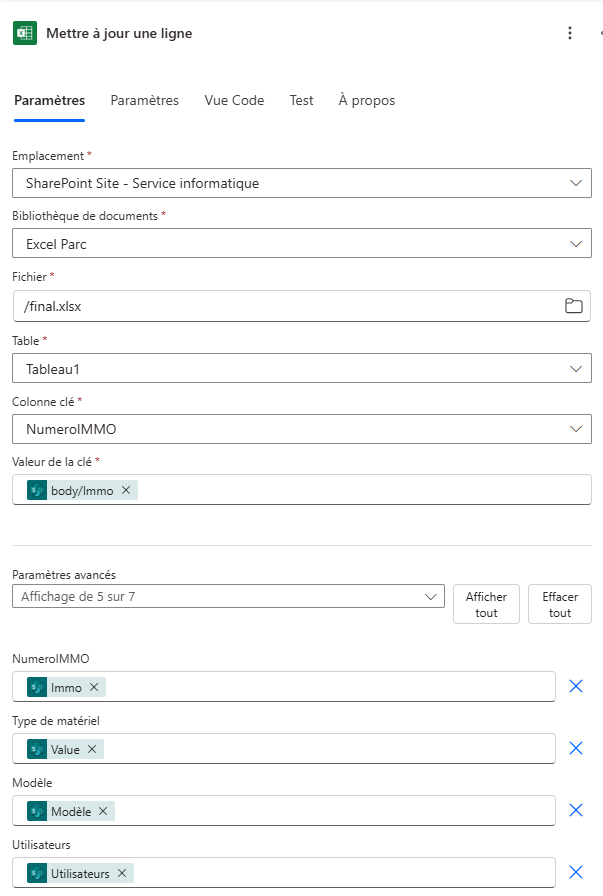 Mettre à jour une ligne
Paramètres Paramètres Vue Code Test À propos
Emplacement *
SharePoint Site - Service informatique
Bibliothèque de documents *
Excel Parc
Fichier *
/final.xlsx
Table *
Tableau1
Colonne clé *
NumeroIMMO
Valeur de la clé *
body/Immo
Paramètres avancés
Affichage de 5 sur 7
Afficher
tout
Effacer
tout
NumeroIMMO
Immo
Type de matériel
Value
Modèle
Modèle
Utilisateurs
Utilisateurs